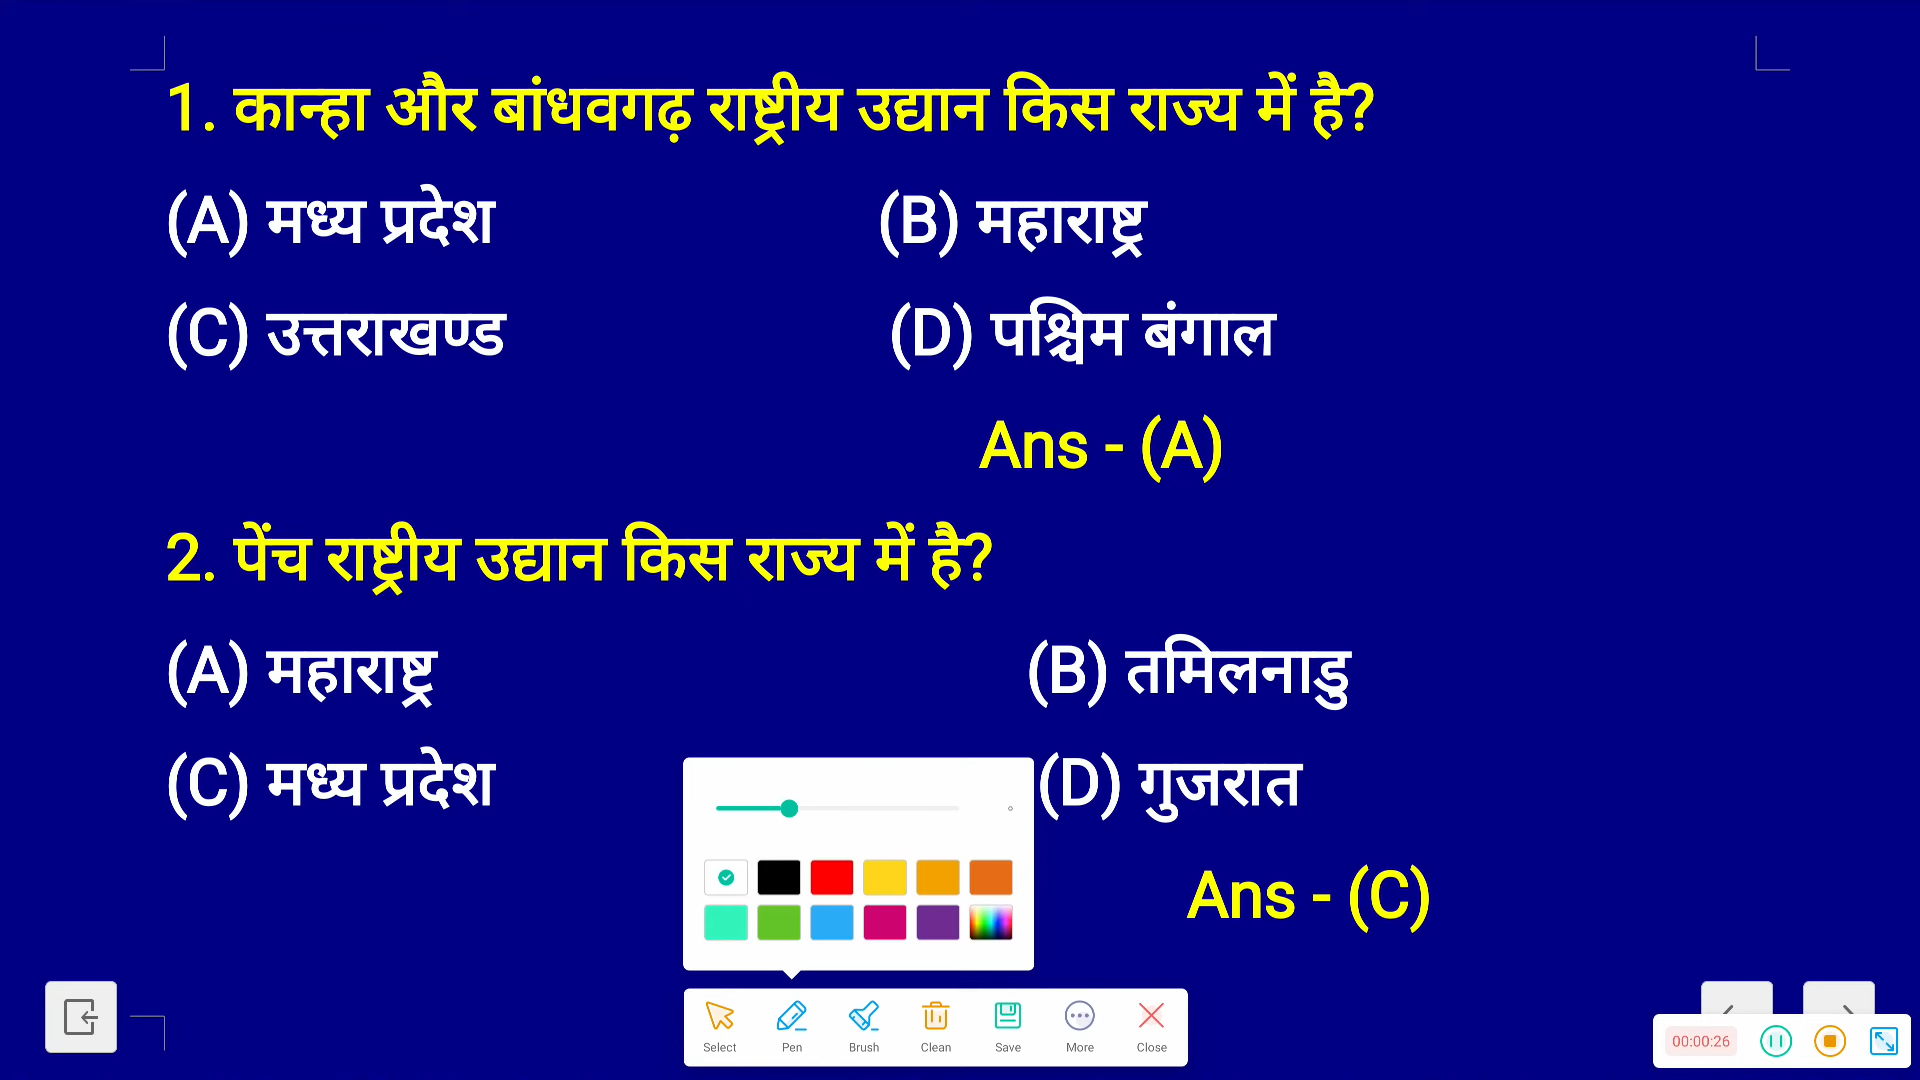 1. कान्हा और बांधवगढ़ राष्ट्रीय उद्यान किस राज्य में है?
(A) मध्य प्रदेश (B) महाराष्ट्र
(C) उत्तराखण्ड (D) पश्चिम बंगाल
Ans - (A)
2. पेंच राष्ट्रीय उद्यान किस राज्य में है?
(A) महाराष्ट्र (B) तमिलनाडु
(C) मध्य प्रदेश (D) गुजरात
Ans - (C)
Select Pen Brush Clean Save More Close
00:00:26